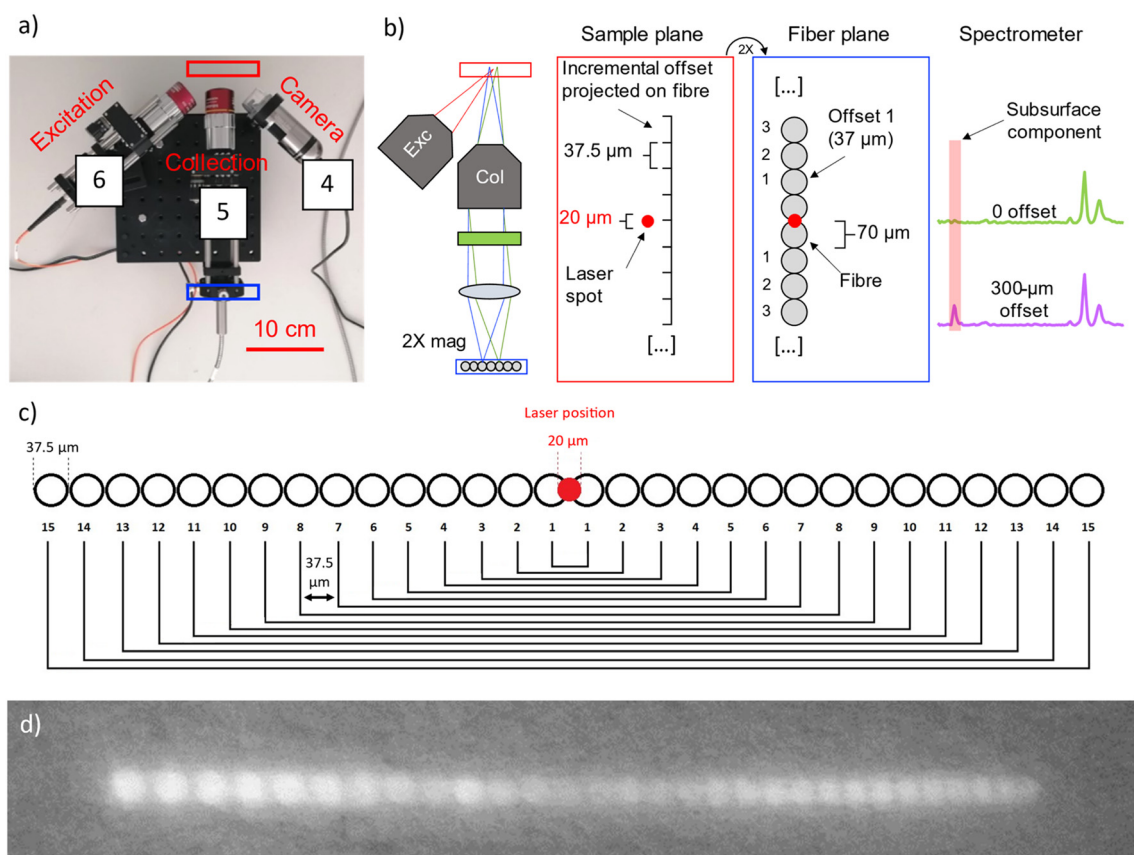 a)
Excitation
Camera
Collection
6
5
4
10 cm
b)
Exc
Col
2X mag
Sample plane
2X
Fiber plane
Spectrometer
Incremental offset
projected on fibre
37.5 µm
20 µm
Laser
spot
[...]
[...]
3
2
1
Offset 1
(37 µm)
70 µm
1
2
3
Fibre
[...]
Subsurface
component
0 offset
300-µm
offset
c)
Laser position
37.5 µm
20 µm
15 14 13 12 11 10 9 8 7 6 5 4 3 2 1 1 2 3 4 5 6 7 8 9 10 11 12 13 14 15
37.5
µm
d)